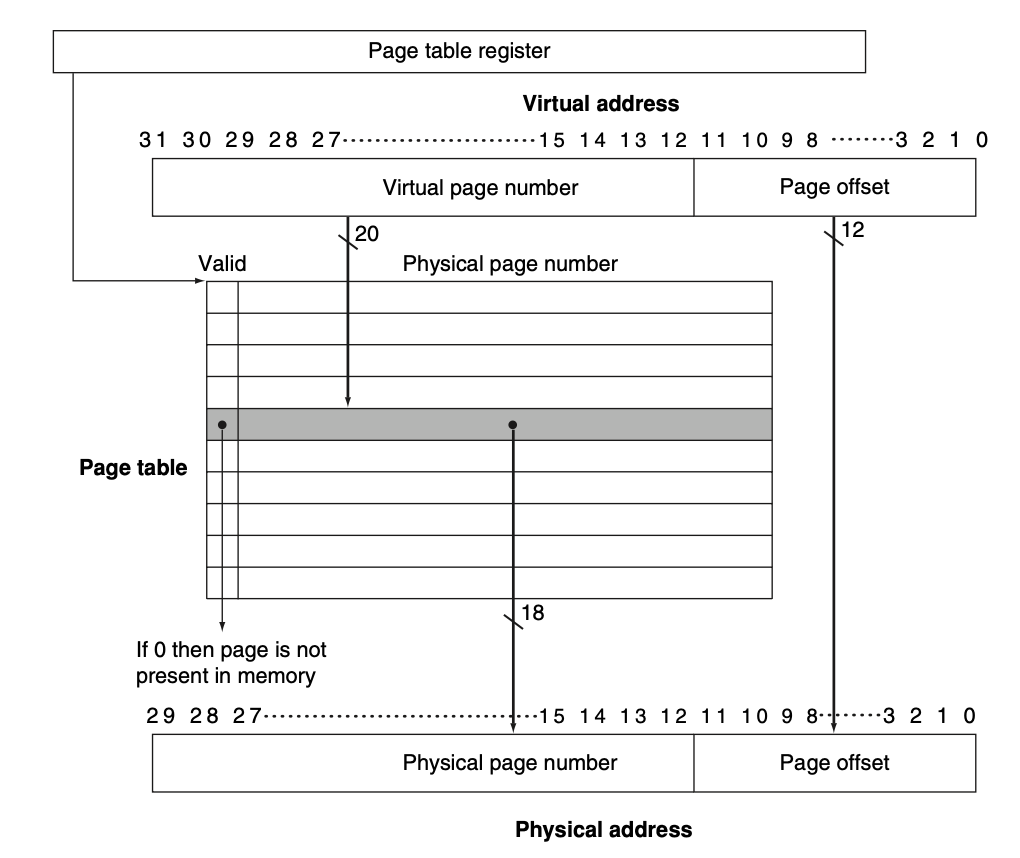 Page table register
Virtual address
31 30 29 28 27·······················15 14 13 12 11 10 9 8 ········3 2 1 0
Virtual page number Page offset
20 12
Valid Physical page number
Page table
18
If 0 then page is not
present in memory
29 28 27·································15 14 13 12 11 10 9 8········3 2 1 0
Physical page number Page offset
Physical address